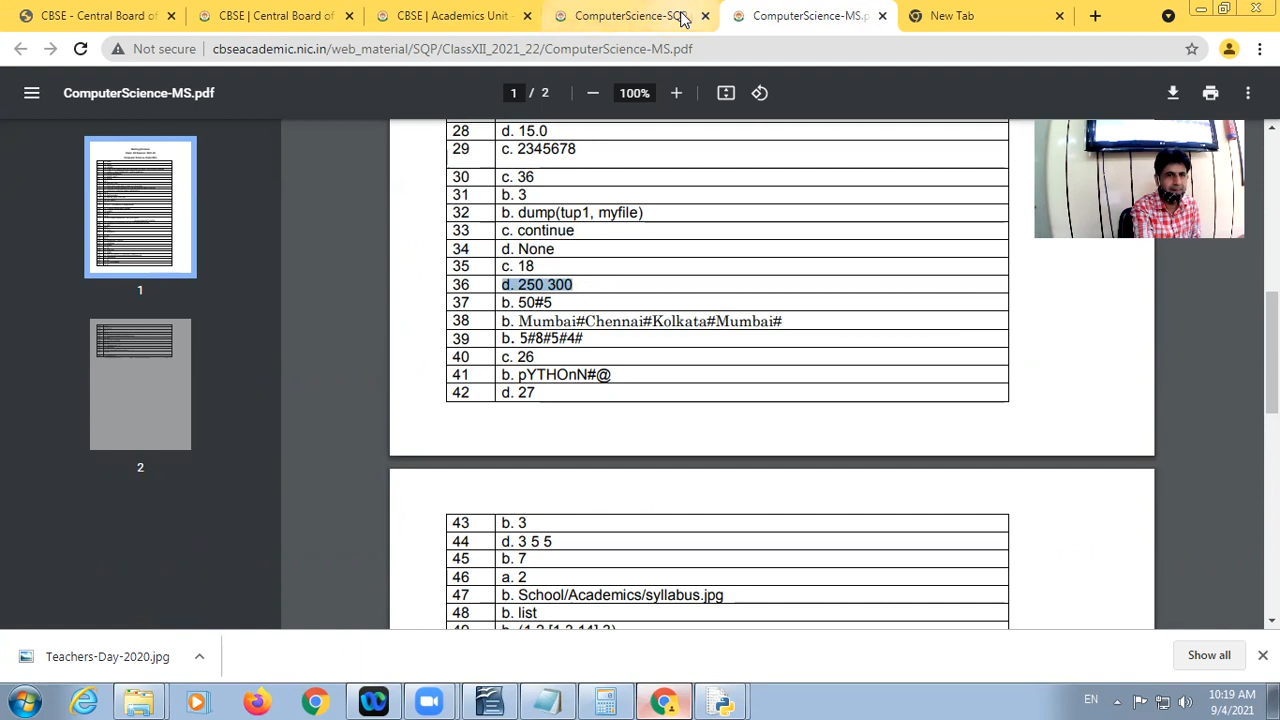 CBSE - Central Board of
CBSE | Central Board of
CBSE | Academics Unit -
ComputerScience-SQP
ComputerScience-MS.p
New Tab
Not secure
cbseacademic.nic.in/web_material/SQP/ClassXII_2021_22/ComputerScience-MS.pdf
ComputerScience-MS.pdf
1 / 2
100%
28 d. 15.0
29 c. 2345678
30 c. 36
31 b. 3
32 b. dump(tup1, myfile)
33 c. continue
34 d. None
35 c. 18
36 d. 250 300
37 b. 50#5
38 b. Mumbai#Chennai#Kolkata#Mumbai#
39 b. 5#8#5#4#
40 c. 26
41 b. pYTHOnN#@
42 d. 27
1
2
43 b. 3
44 d. 3 5 5
45 b. 7
46 a. 2
47 b. School/Academics/syllabus.jpg
48 b. list
Teachers-Day-2020.jpg
Show all
EN
10:19 AM
9/4/2021